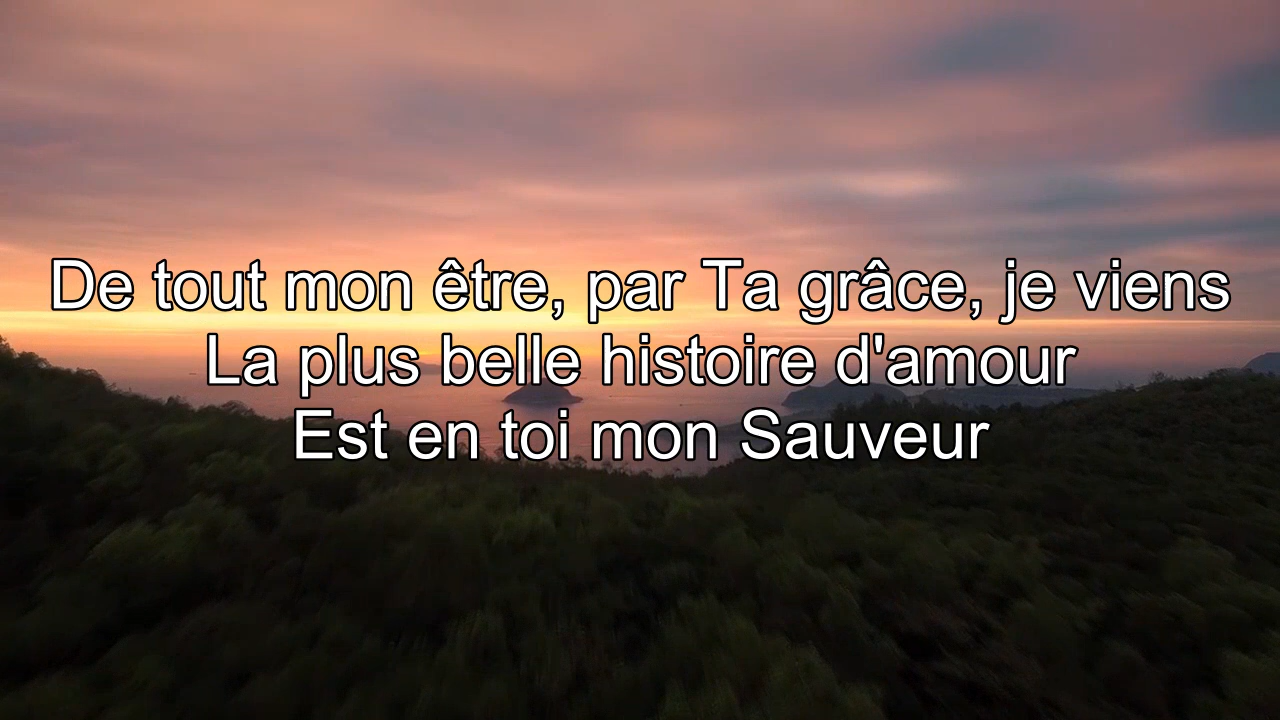 De tout mon être, par Ta grâce, je viens
La plus belle histoire d'amour
Est en toi mon Sauveur